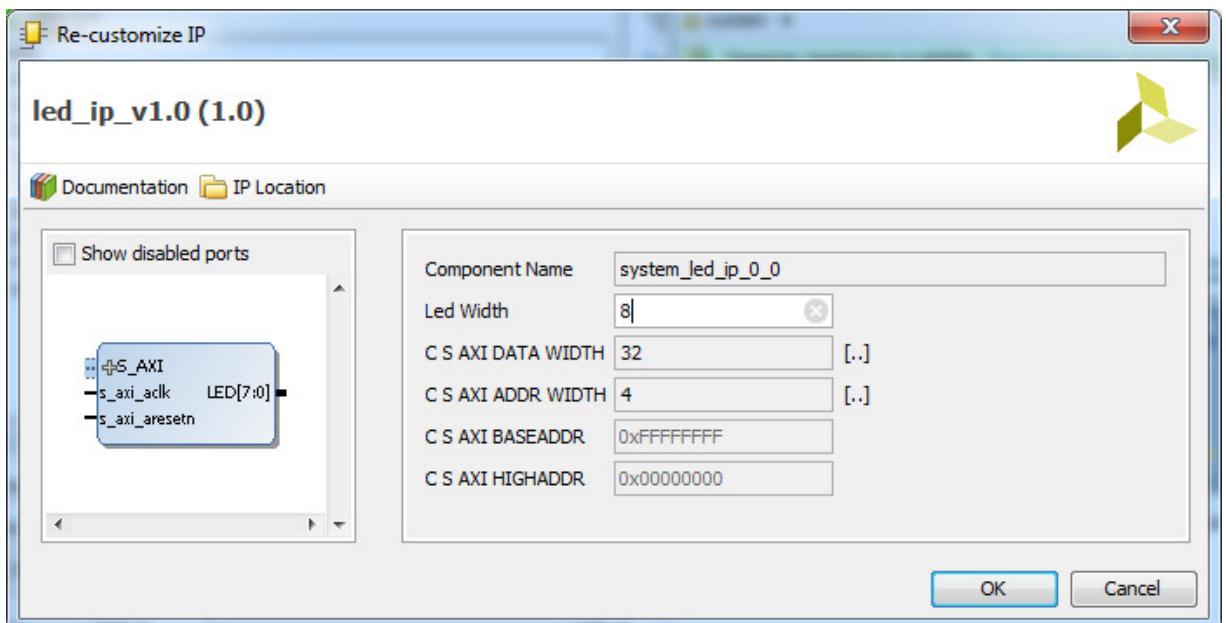 Re-customize IP
led_ip_v1.0 (1.0)
Documentation IP Location
Show disabled ports
S_AXI
s_axi_aclk LED[7:0]
s_axi_aresetn
Component Name system_led_ip_0_0
Led Width 8
C S AXI DATA WIDTH 32 [..]
C S AXI ADDR WIDTH 4 [..]
C S AXI BASEADDR 0xFFFFFFFF
C S AXI HIGHADDR 0x00000000
OK Cancel